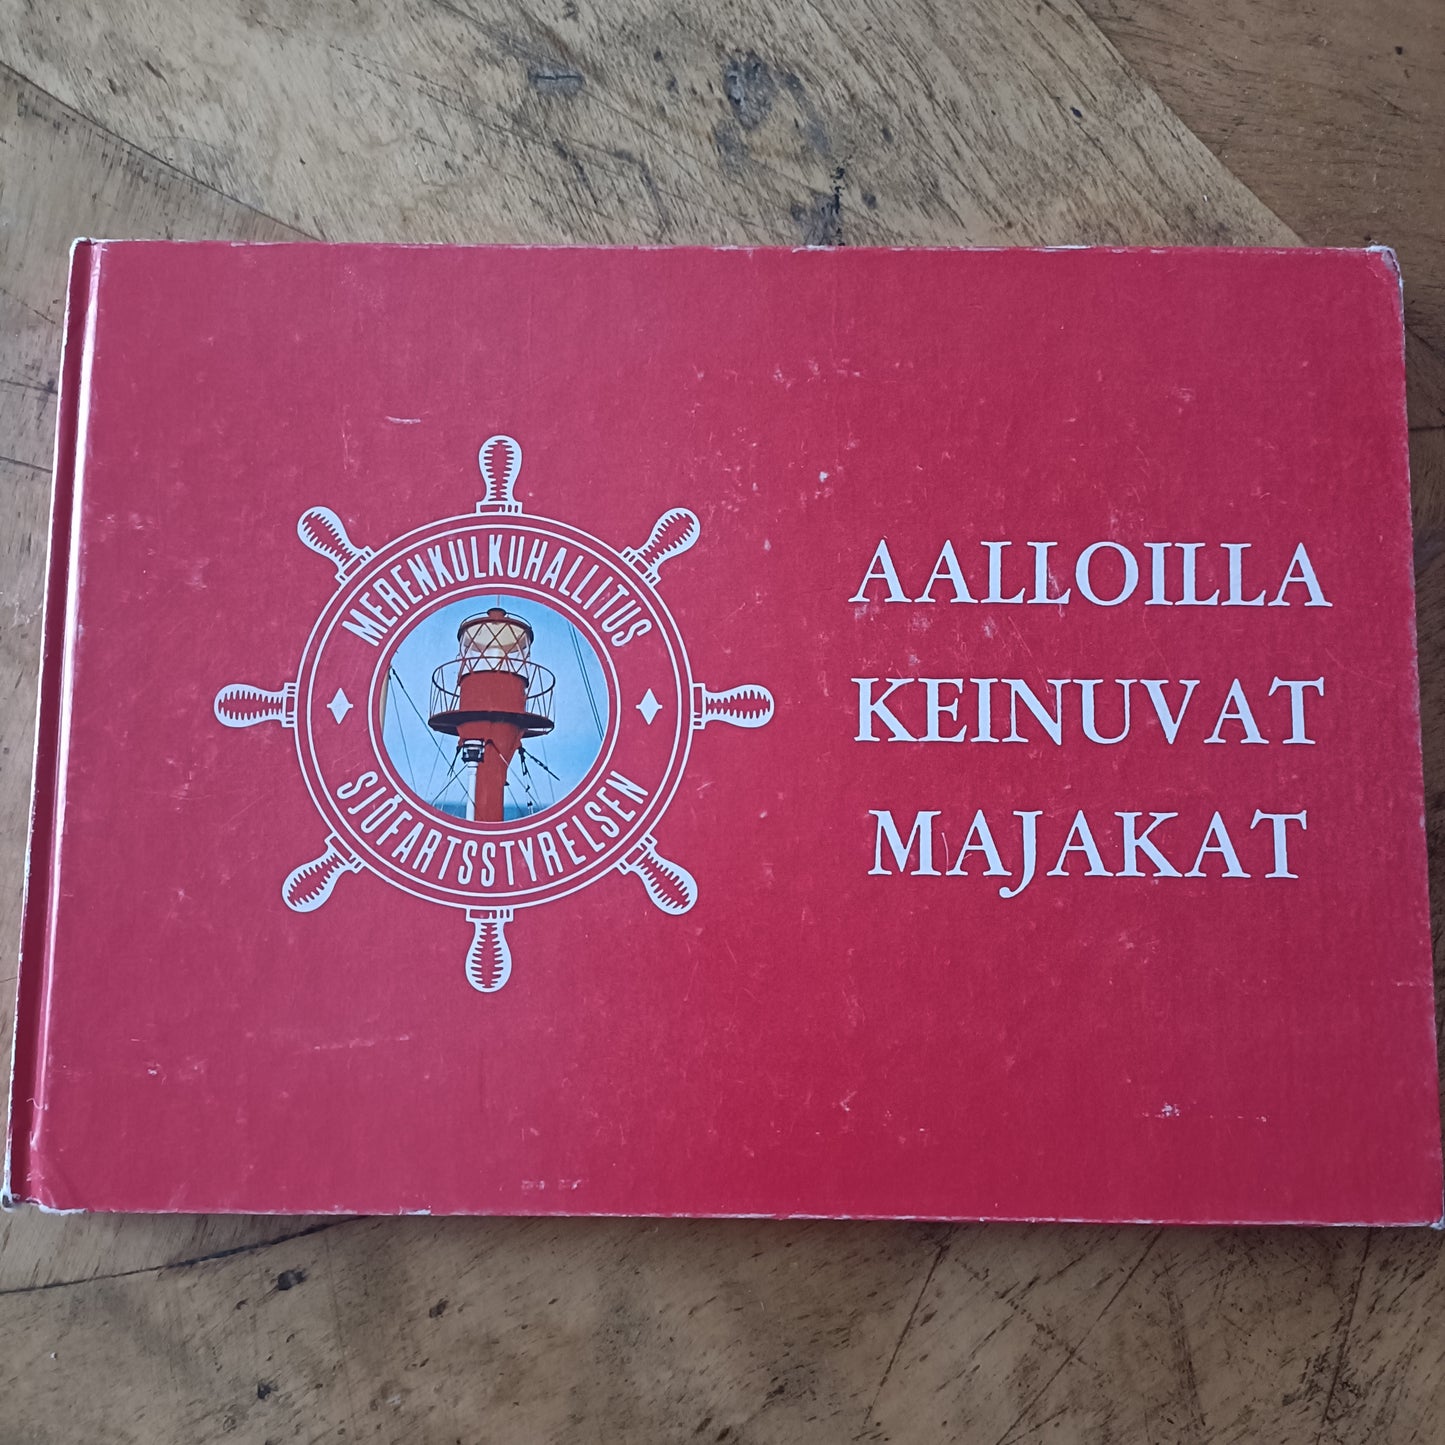 MERENKULKUHALLITUS
SJÖFARTSSTYRELSEN
AALLOILLA
KEINUVAT
MAJAKAT